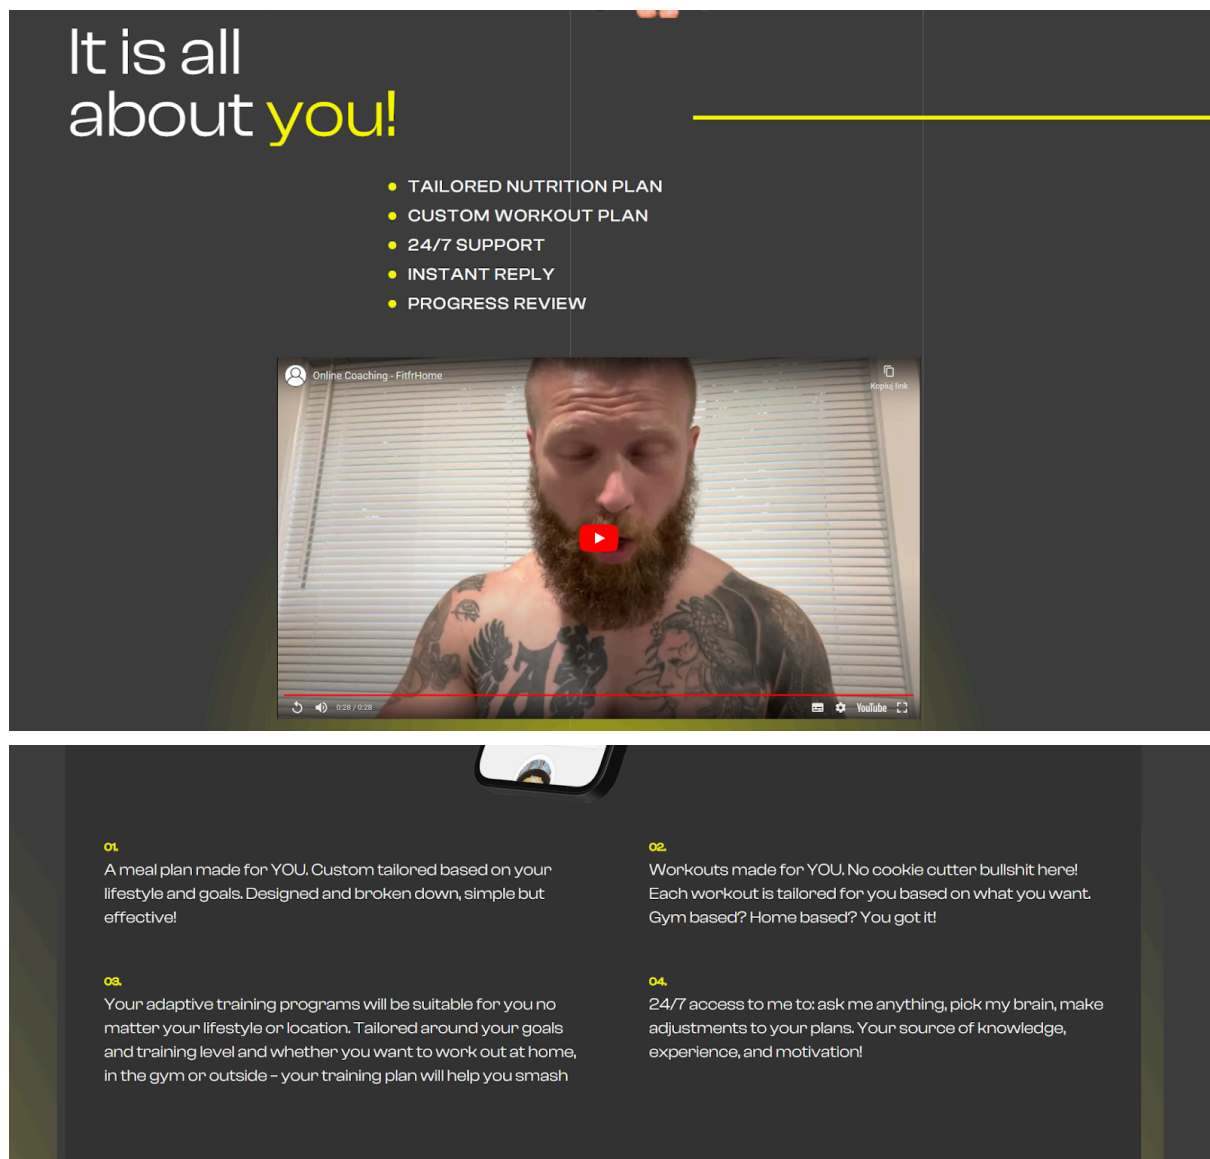 It is all
about you!
TAILORED NUTRITION PLAN
CUSTOM WORKOUT PLAN
24/7 SUPPORT
INSTANT REPLY
PROGRESS REVIEW
Online Coaching - FitfrHome
Kopiuj link
0:28 / 0:28
YouTube
01.
A meal plan made for YOU. Custom tailored based on your
lifestyle and goals. Designed and broken down, simple but
effective!
02.
Workouts made for YOU. No cookie cutter bullshit here!
Each workout is tailored for you based on what you want.
Gym based? Home based? You got it!
03.
Your adaptive training programs will be suitable for you no
matter your lifestyle or location. Tailored around your goals
and training level and whether you want to work out at home,
in the gym or outside – your training plan will help you smash
04.
24/7 access to me to: ask me anything, pick my brain, make
adjustments to your plans. Your source of knowledge,
experience, and motivation!